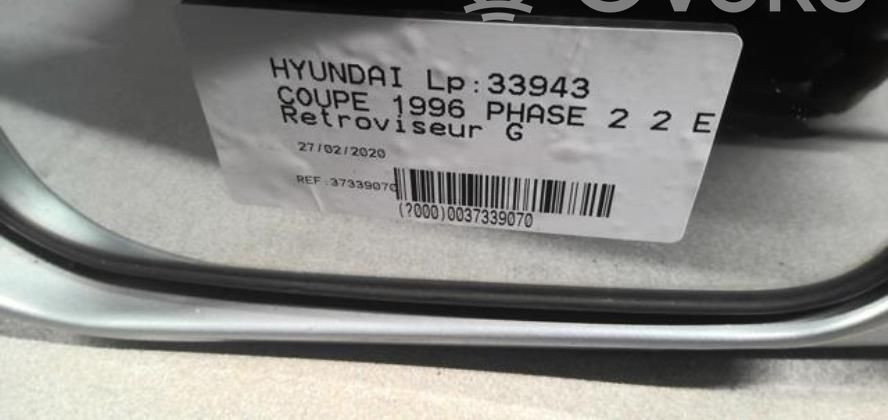 HYUNDAI Lp:33943
COUPE 1996 PHASE 2 2 E
Retroviseur G
27/02/2020
REF:37339070
(?000)0037339070